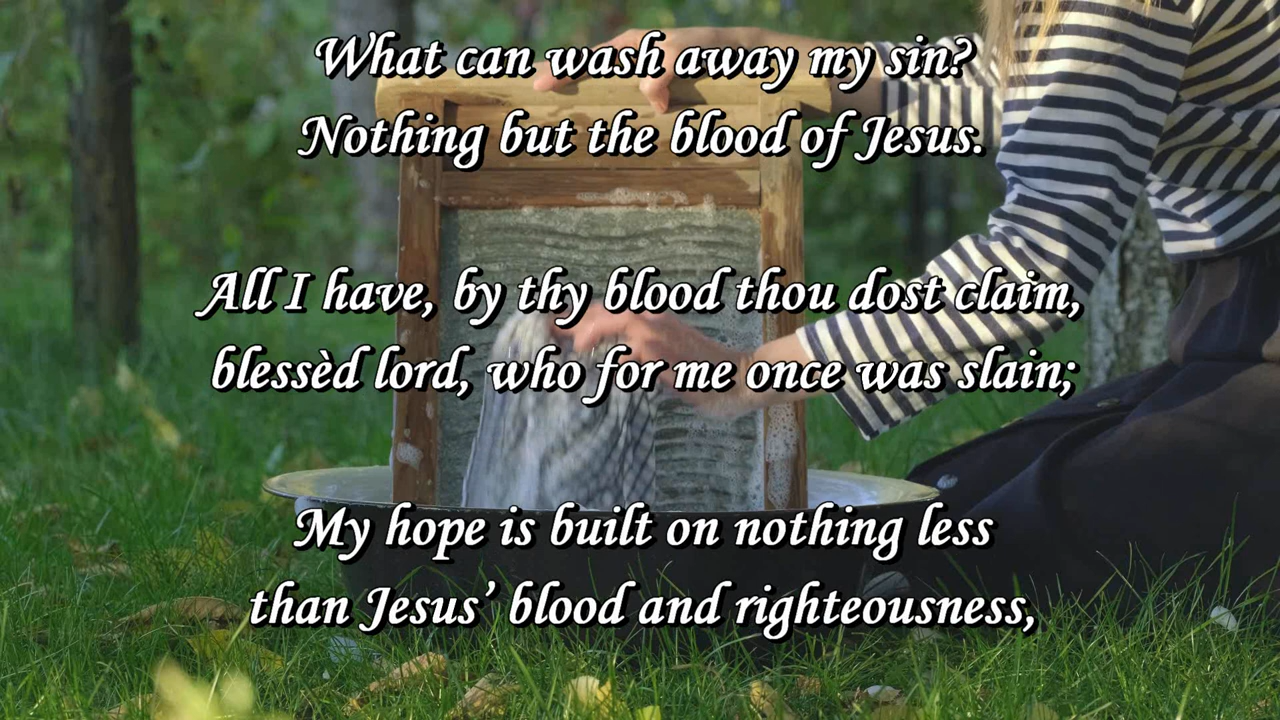 What can wash away my sin?
Nothing but the blood of Jesus.
All I have, by thy blood thou dost claim,
blessèd lord, who for me once was slain;
My hope is built on nothing less
than Jesus’ blood and righteousness,